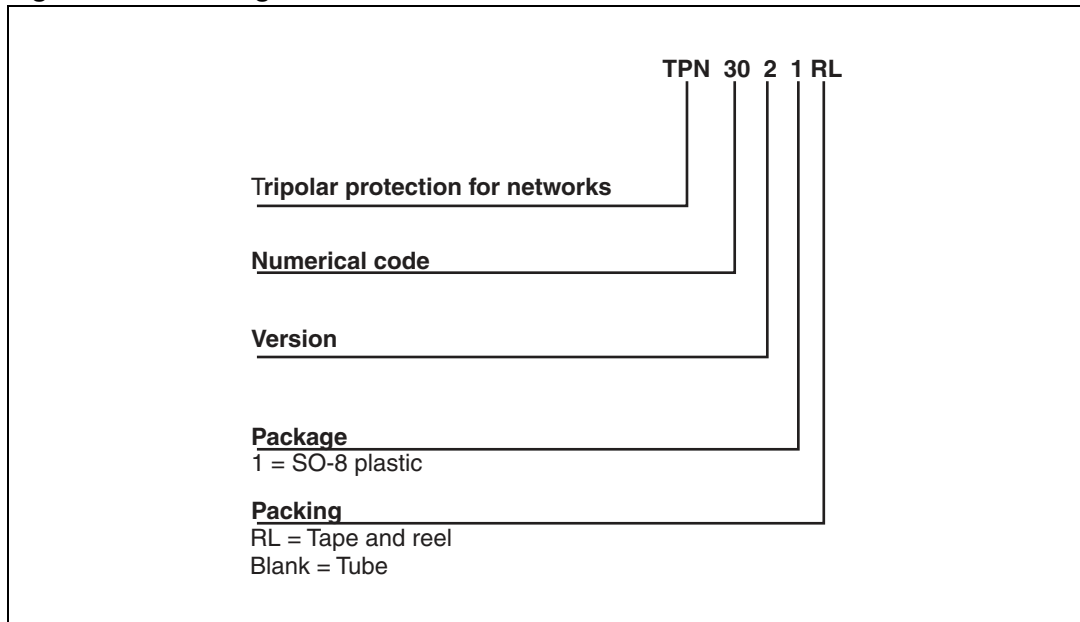 TPN 30 2 1 RL
Tripolar protection for networks
Numerical code
Version
Package
1 = SO-8 plastic
Packing
RL = Tape and reel
Blank = Tube